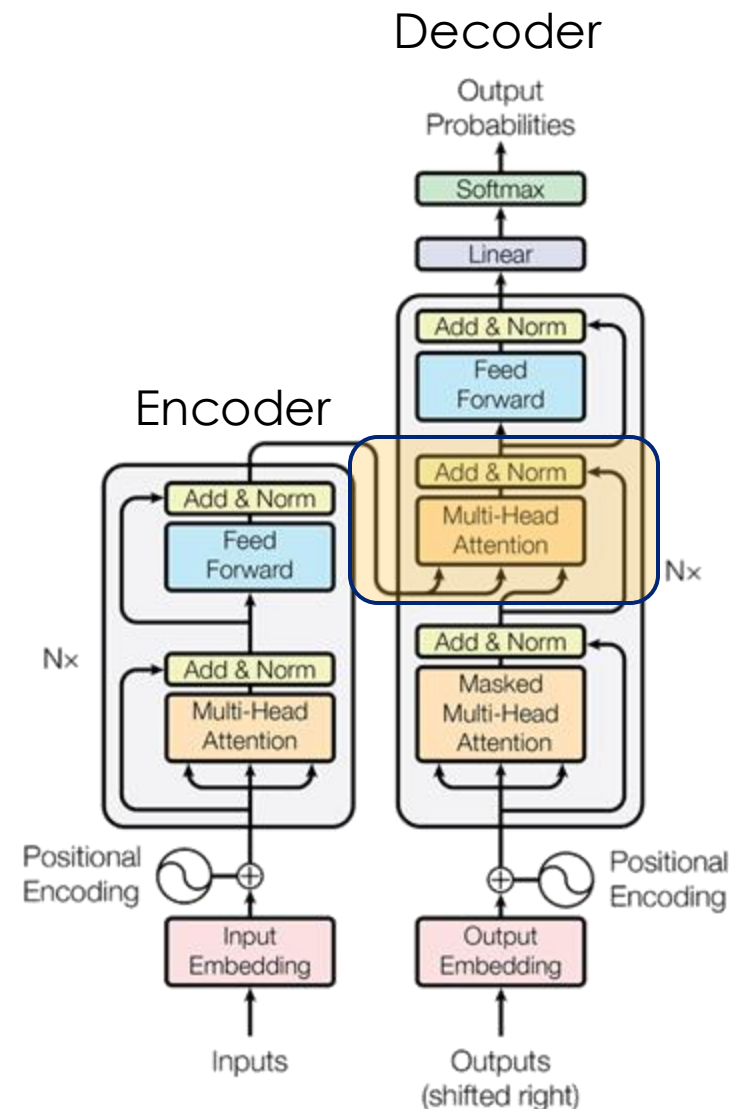 Decoder
Output
Probabilities
Softmax
Linear
Add & Norm
Feed
Forward
Add & Norm
Multi-Head
Attention
Nx
Add & Norm
Masked
Multi-Head
Attention
Positional
Encoding
Output
Embedding
Outputs
(shifted right)
Encoder
Add & Norm
Feed
Forward
Nx
Add & Norm
Multi-Head
Attention
Positional
Encoding
Input
Embedding
Inputs